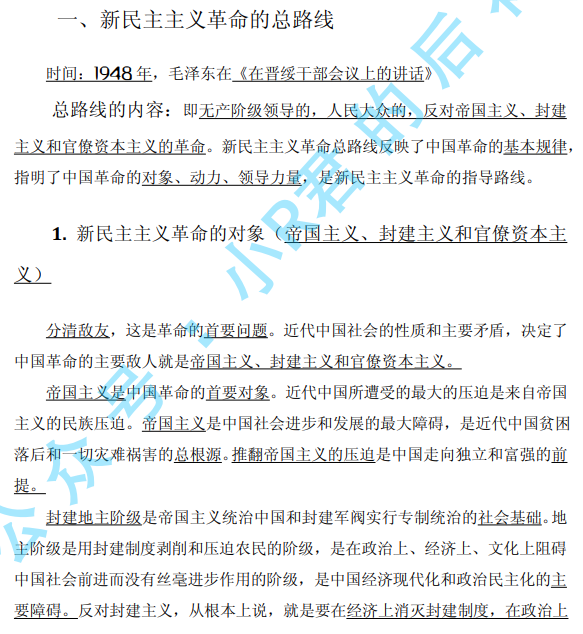 一、新民主主义革命的总路线
时间：1948 年，毛泽东在《在晋绥干部会议上的讲话》
总路线的内容：即无产阶级领导的，人民大众的，反对帝国主义、封建
主义和官僚资本主义的革命。新民主主义革命总路线反映了中国革命的基本规律，
指明了中国革命的对象、动力、领导力量，是新民主主义革命的指导路线。
1. 新民主主义革命的对象（帝国主义、封建主义和官僚资本主
义）
分清敌友，这是革命的首要问题。近代中国社会的性质和主要矛盾，决定了
中国革命的主要敌人就是帝国主义、封建主义和官僚资本主义。
帝国主义是中国革命的首要对象。近代中国所遭受的最大的压迫是来自帝国
主义的民族压迫。帝国主义是中国社会进步和发展的最大障碍，是近代中国贫困
落后和一切灾难祸害的总根源。推翻帝国主义的压迫是中国走向独立和富强的前
提。
封建地主阶级是帝国主义统治中国和封建军阀实行专制统治的社会基础。地
主阶级是用封建制度剥削和压迫农民的阶级，是在政治上、经济上、文化上阻碍
中国社会前进而没有丝毫进步作用的阶级，是中国经济现代化和政治民主化的主
要障碍。反对封建主义，从根本上说，就是要在经济上消灭封建制度，在政治上
公众号·小R君的后